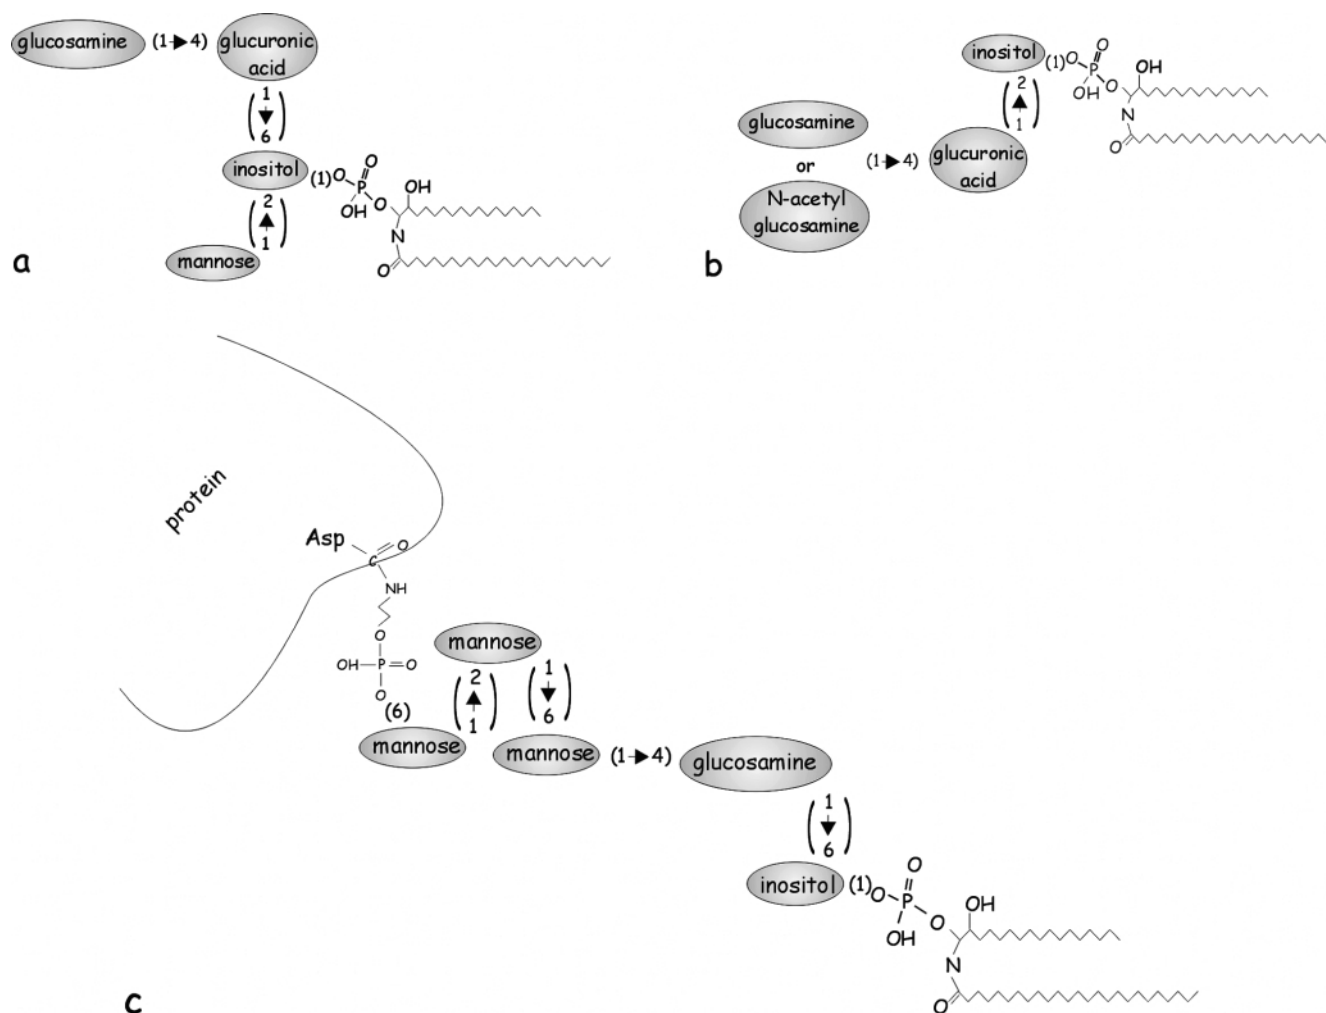 glucosamine (1→4) glucuronic
acid
(1
→
6)
inositol (1) O O
P
OH O OH
(2
→
1)
N
mannose
O
a
inositol (1) O O
P
OH O OH
(2
→
1)
N
O
glucosamine
or
N-acetyl
glucosamine
(1→4) glucuronic
acid
b
protein
Asp
C O
NH
O
OH P O
O
(6)
mannose
(2
→
1)
mannose
(1
→
6)
mannose (1→4) glucosamine
(1
→
6)
inositol (1) O O
P
OH O OH
N
O
c